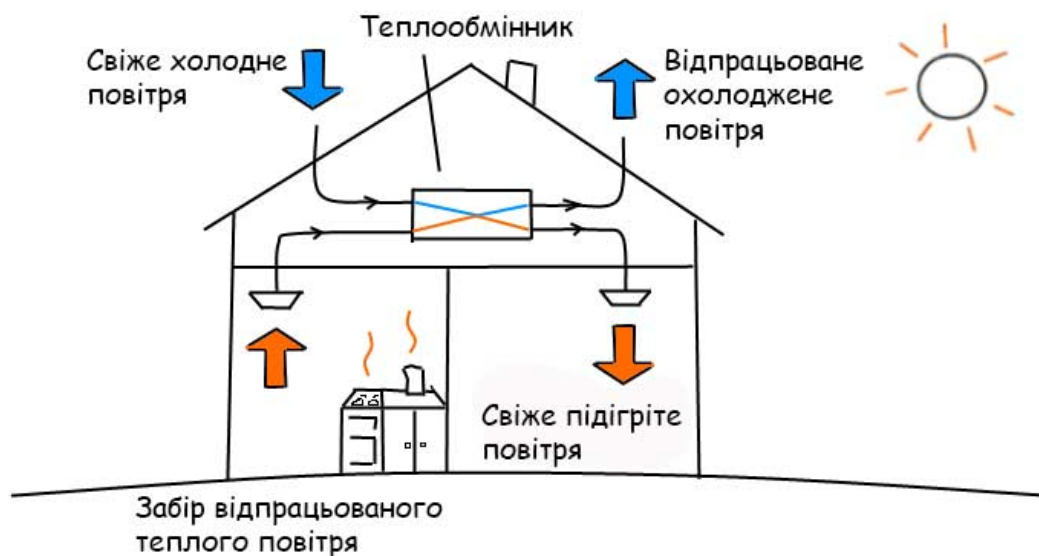 Теплообмінник
Свіже холодне
повітря
Відпрацьоване
охолоджене
повітря
Свіже підігріте
повітря
Забір відпрацьованого
теплого повітря